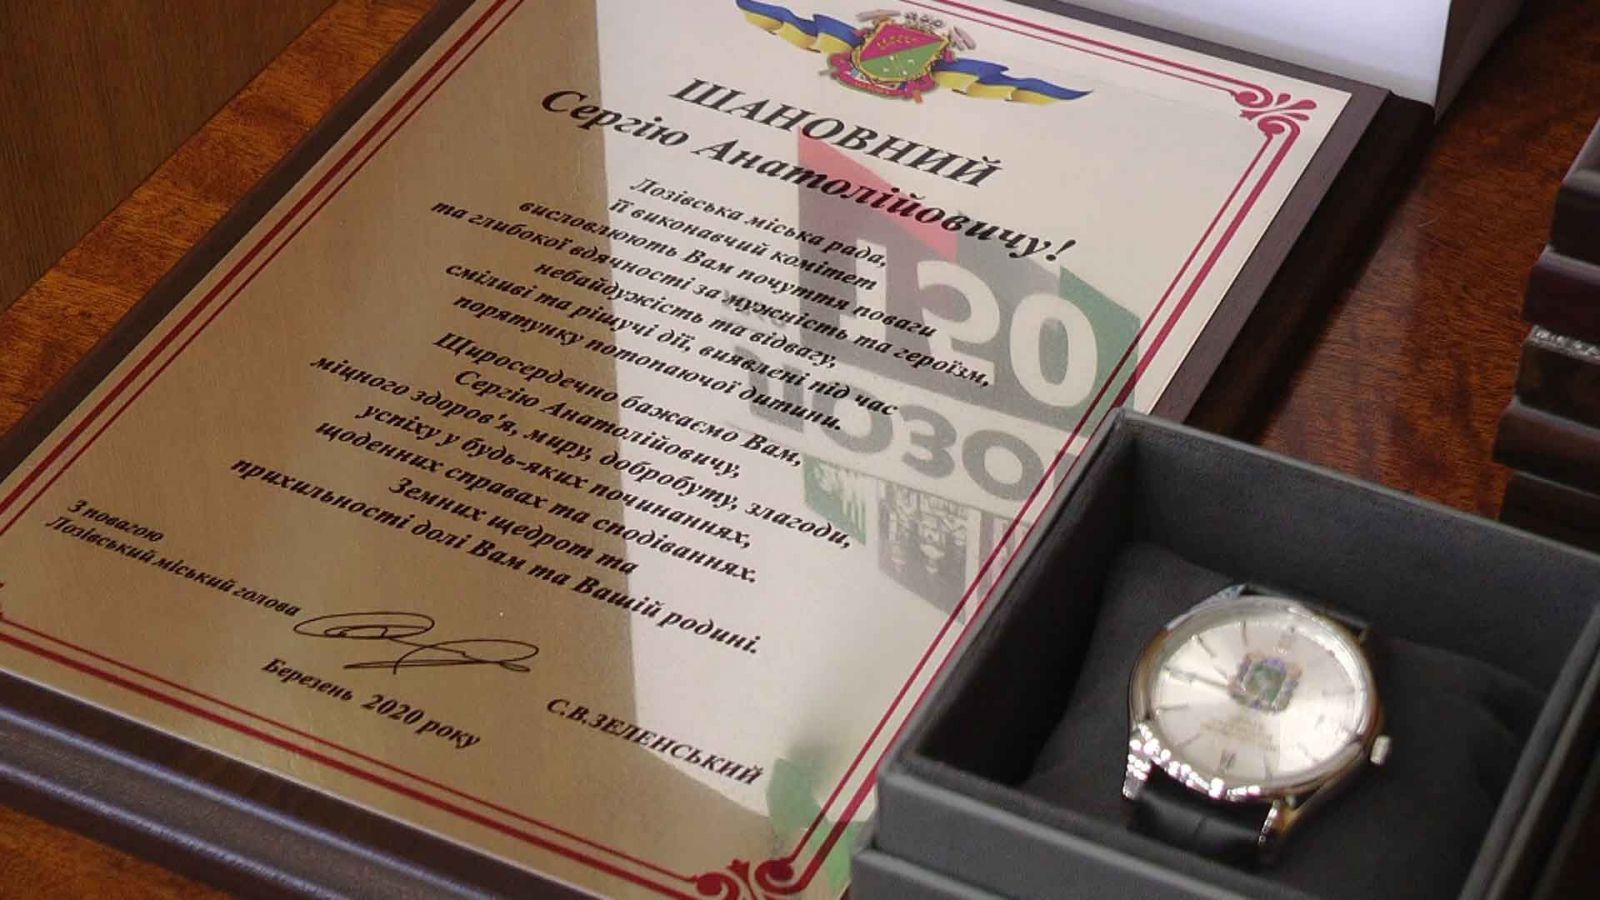 ШАНОВНИЙ
Сергію Анатолійовичу!
Лозівська міська рада,
її виконавчий комітет
висловлюють Вам почуття поваги
та глибокої вдячності за мужність та героїзм,
небайдужість та відвагу,
сміливі та рішучі дії, виявлені під час
порятунку потопаючої дитини.
Щиросердечно бажаємо Вам,
Сергію Анатолійовичу,
міцного здоров'я, миру, добробуту, злагоди,
успіху у будь-яких починаннях,
щоденних справах та сподіваннях.
Земних щедрот та
прихильності долі Вам та Вашій родині.
З повагою
Лозівський міський голова
С.В.ЗЕЛЕНСЬКИЙ
Березень 2020 року
150